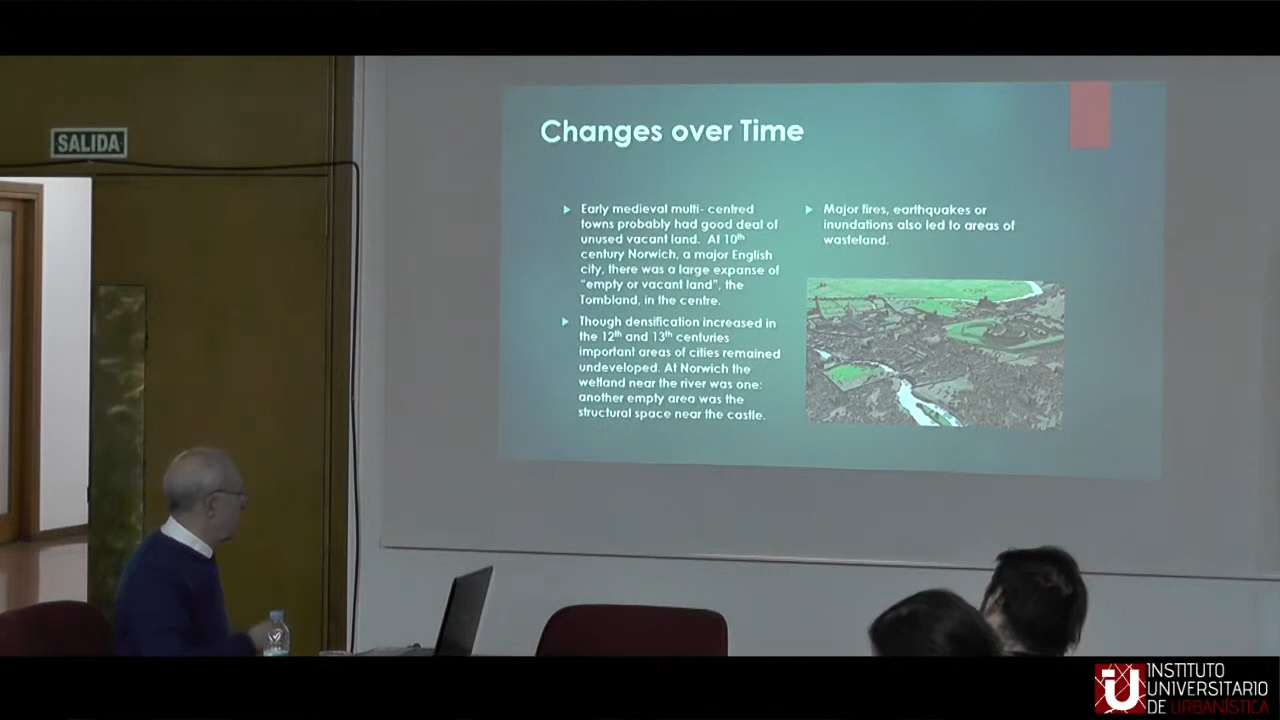 SALIDA
Changes over Time
Early medieval multi- centred
towns probably had good deal of
unused vacant land. At 10th
century Norwich, a major English
city, there was a large expanse of
"empty or vacant land", the
Tombland, in the centre.
Though densification increased in
the 12th and 13th centuries
important areas of cities remained
undeveloped. At Norwich the
wetland near the river was one:
another empty area was the
structural space near the castle.
Major fires, earthquakes or
inundations also led to areas of
wasteland.
INSTITUTO
UNIVERSITARIO
DE URBANÍSTICA